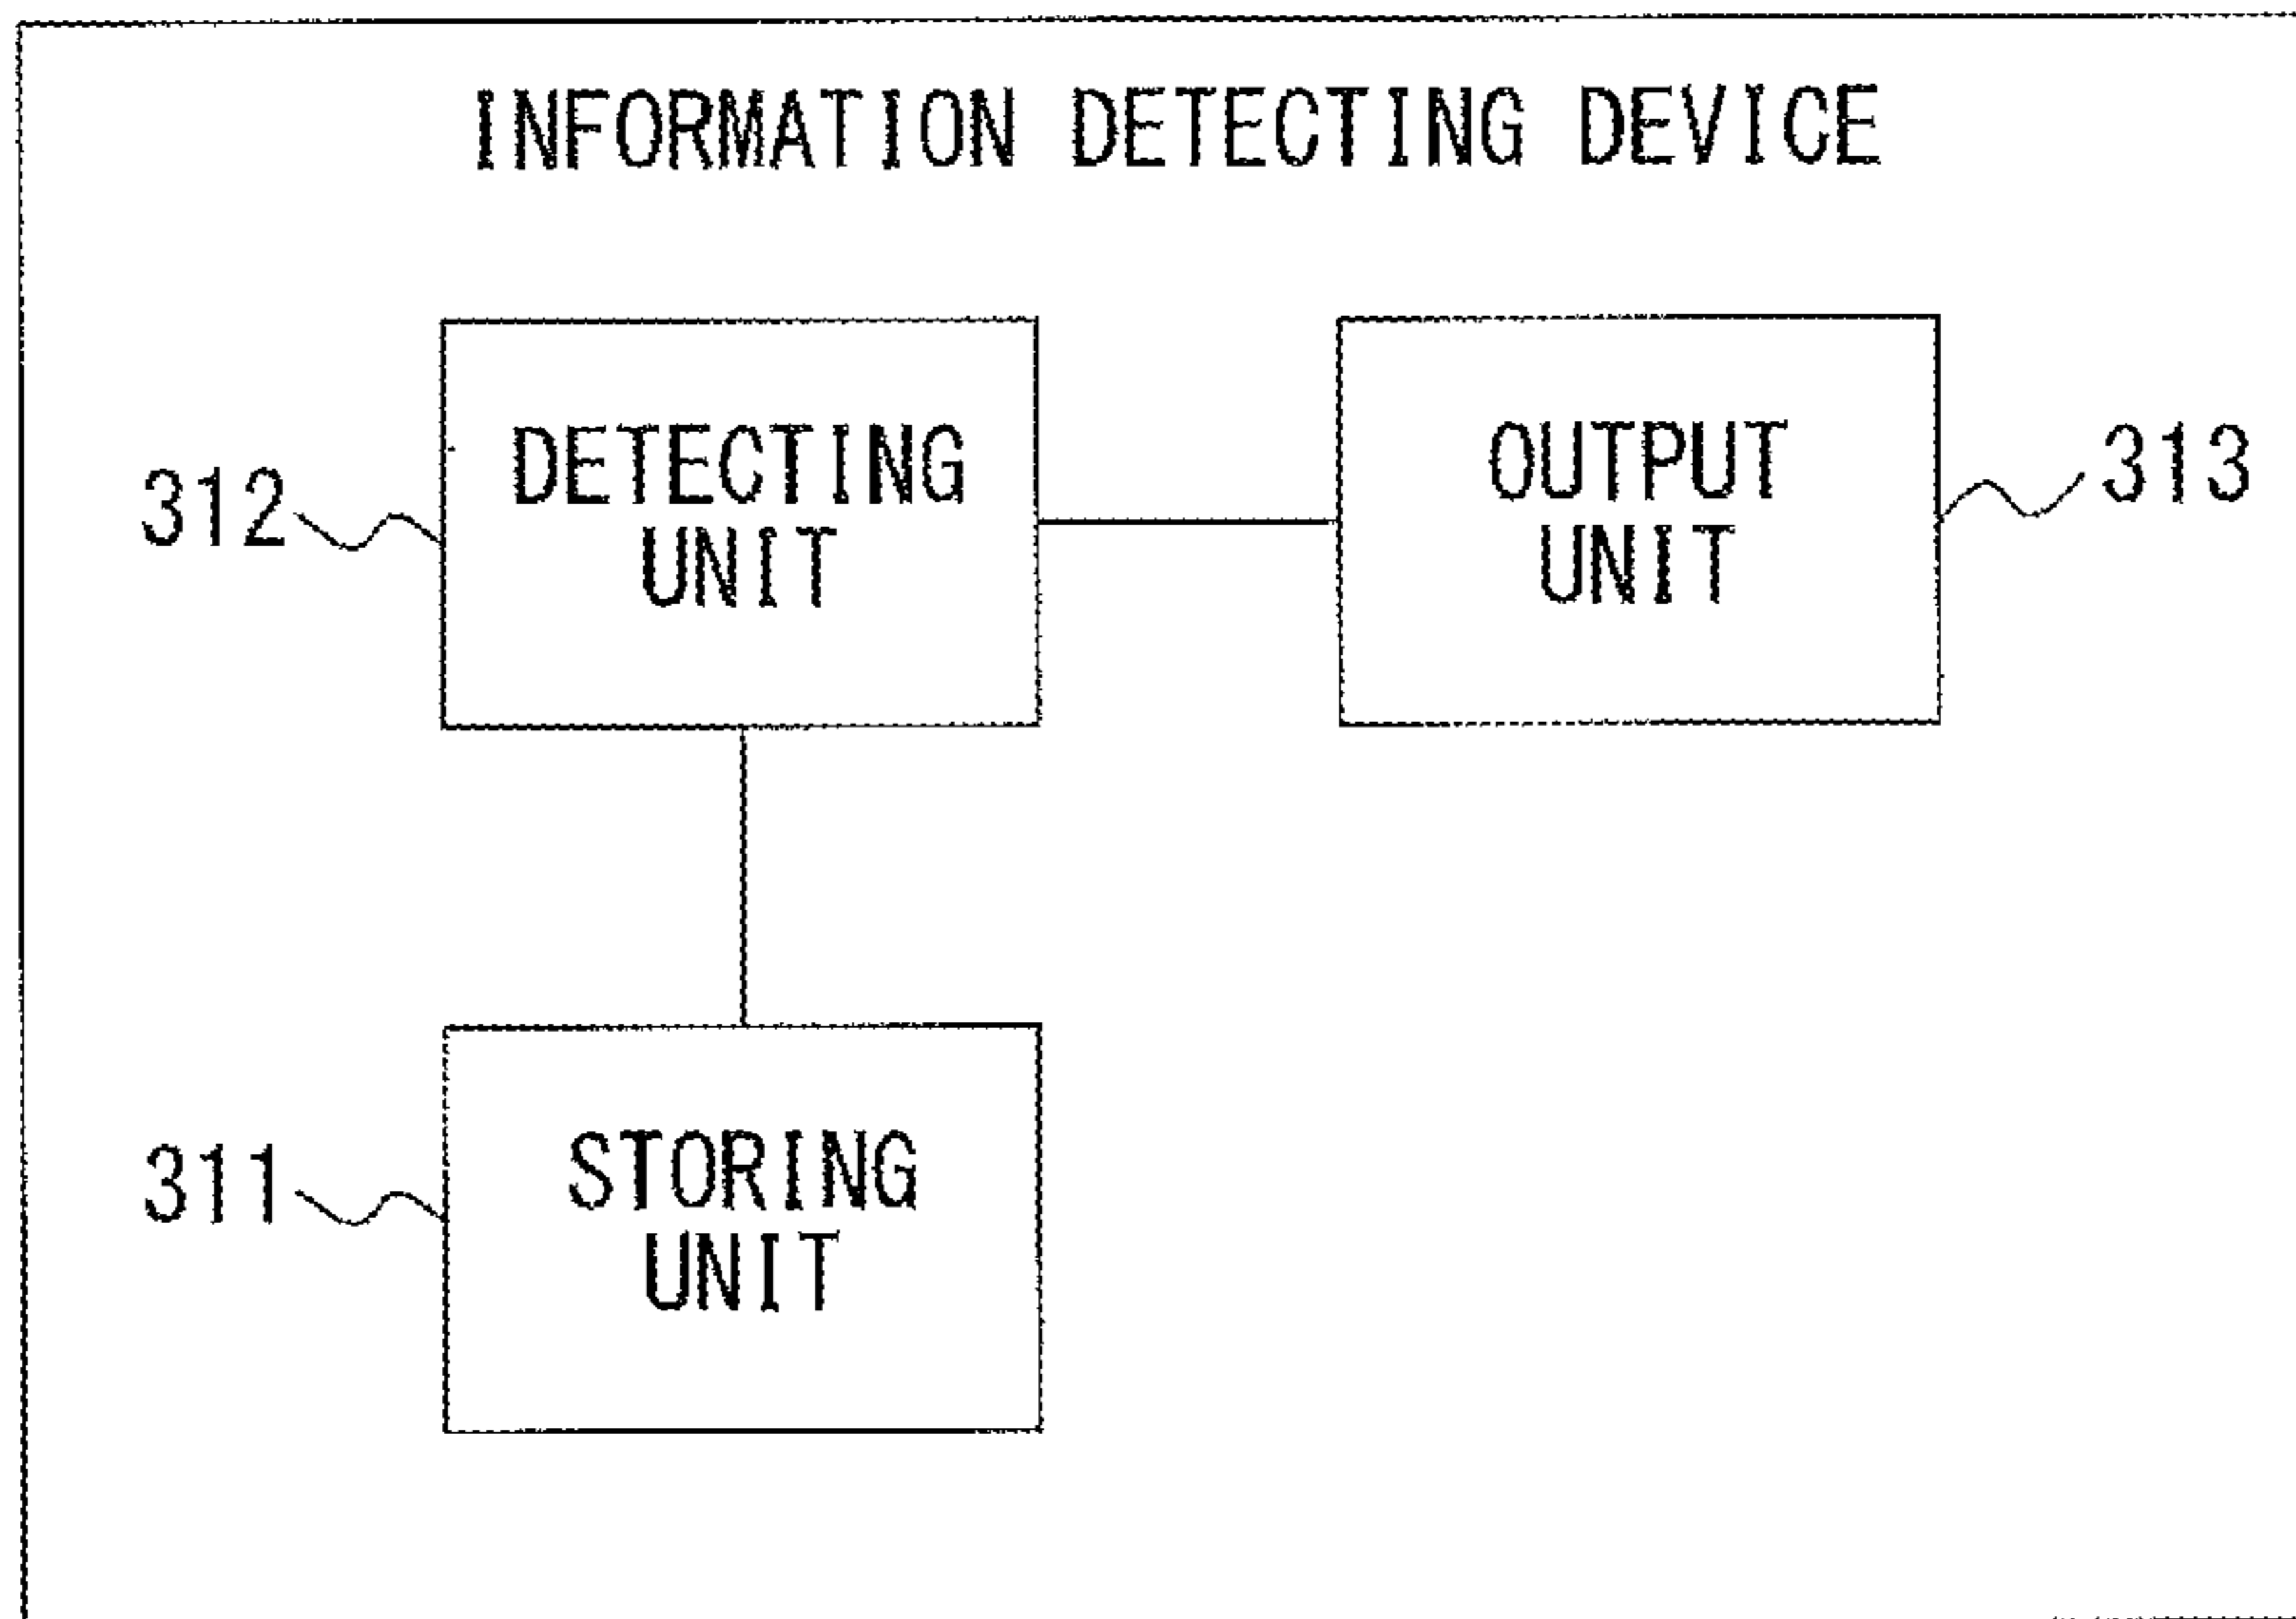 INFORMATION DETECTING DEVICE
312
DETECTING
UNIT
OUTPUT
UNIT
313
311
STORING
UNIT